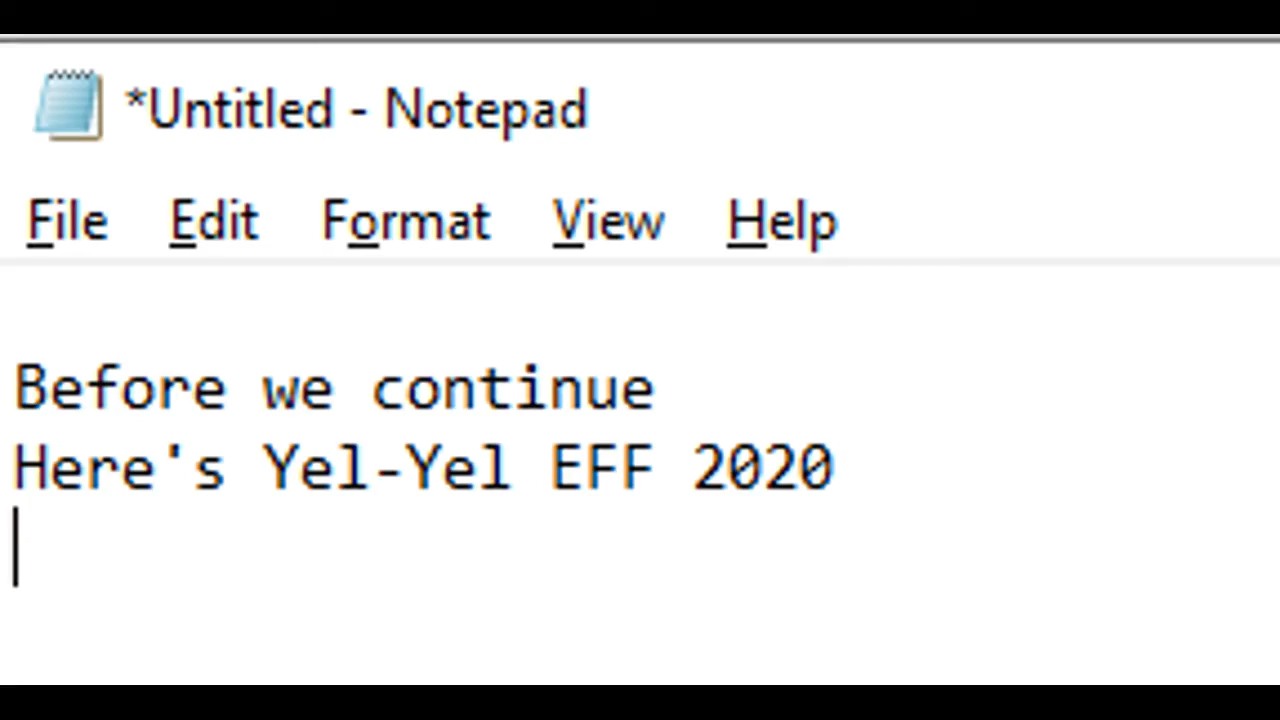 *Untitled - Notepad
File Edit Format View Help
Before we continue
Here's Yel-Yel EFF 2020